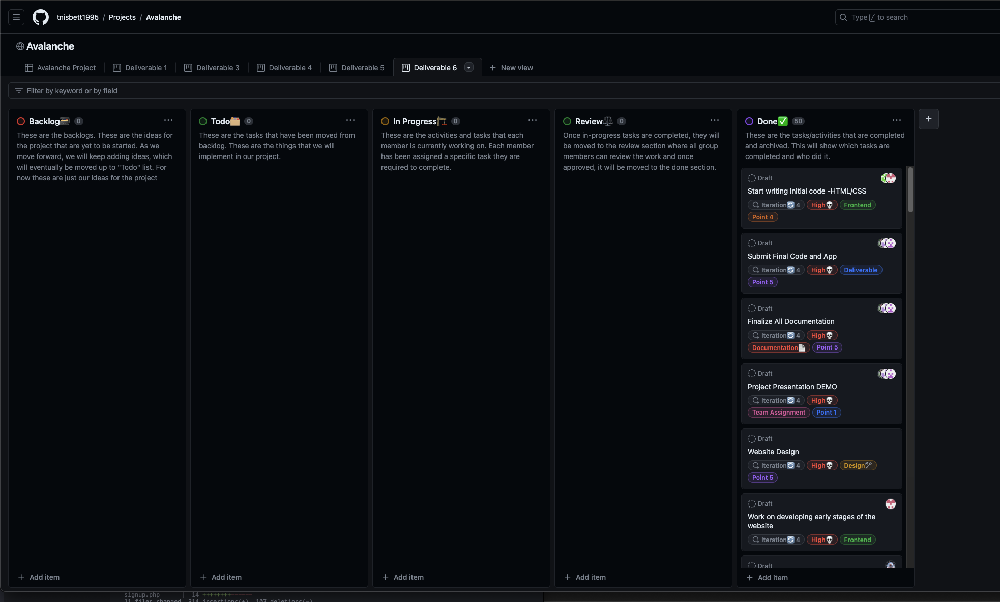 tnisbett1995 / Projects / Avalanche
Type / to search
Avalanche
Avalanche Project
Deliverable 1
Deliverable 3
Deliverable 4
Deliverable 5
Deliverable 6
New view
Filter by keyword or by field
Backlog 0
These are the backlogs. These are the ideas for
the project that are yet to be started. As we
move forward, we will keep adding ideas, which
will eventually be moved up to "Todo" list. For
now these are just our ideas for the project
Add item
Todo 0
These are the tasks that have been moved from
backlog. These are the things that we will
implement in our project.
Add item
In Progress 0
These are the activities and tasks that each
member is currently working on. Each member
has been assigned a specific task they are
required to complete.
Add item
Review 0
Once in-progress tasks are completed, they will
be moved to the review section where all group
members can review the work and once
approved, it will be moved to the done section.
Add item
Done 50
These are the tasks/activities that are completed
and archived. This will show which tasks are
completed and who did it.
Draft
Start writing initial code -HTML/CSS
Iteration 4 High Frontend
Point 4
Draft
Submit Final Code and App
Iteration 4 High Deliverable
Point 5
Draft
Finalize All Documentation
Iteration 4 High
Documentation Point 5
Draft
Project Presentation DEMO
Iteration 4 High
Team Assignment Point 1
Draft
Website Design
Iteration 4 High Design
Point 5
Draft
Work on developing early stages of the
website
Iteration 4 High Frontend
Draft
Add item
signup.php | 14 ++++++++------
11 files changed, 314 insertions(+), 107 deletions(-)